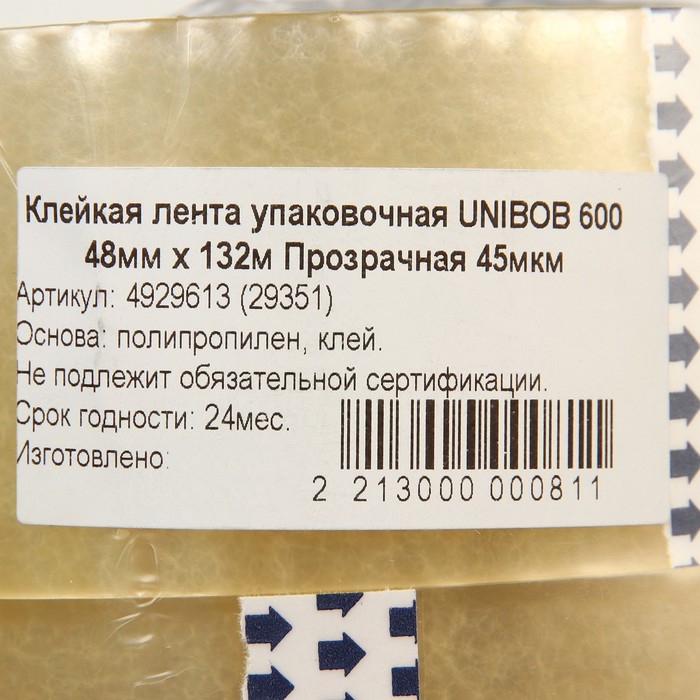 Клейкая лента упаковочная UNIBOB 600
48мм х 132м Прозрачная 45мкм
Артикул: 4929613 (29351)
Основа: полипропилен, клей.
Не подлежит обязательной сертификации.
Срок годности: 24мес.
Изготовлено:
2 213000 000811